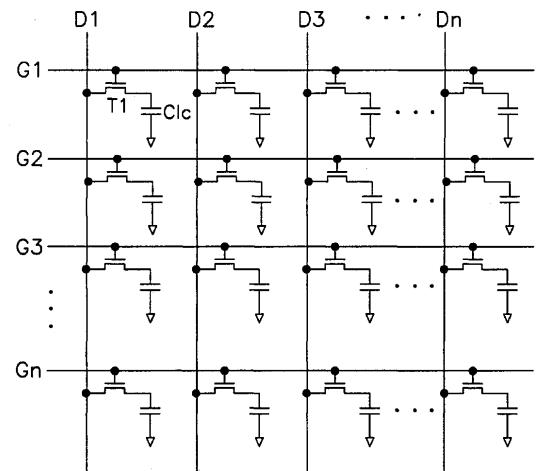 D1 D2 D3 . . . . Dn
G1
T1 Clc
. . .
G2
. . .
G3
. . .
. . .
Gn
. . .